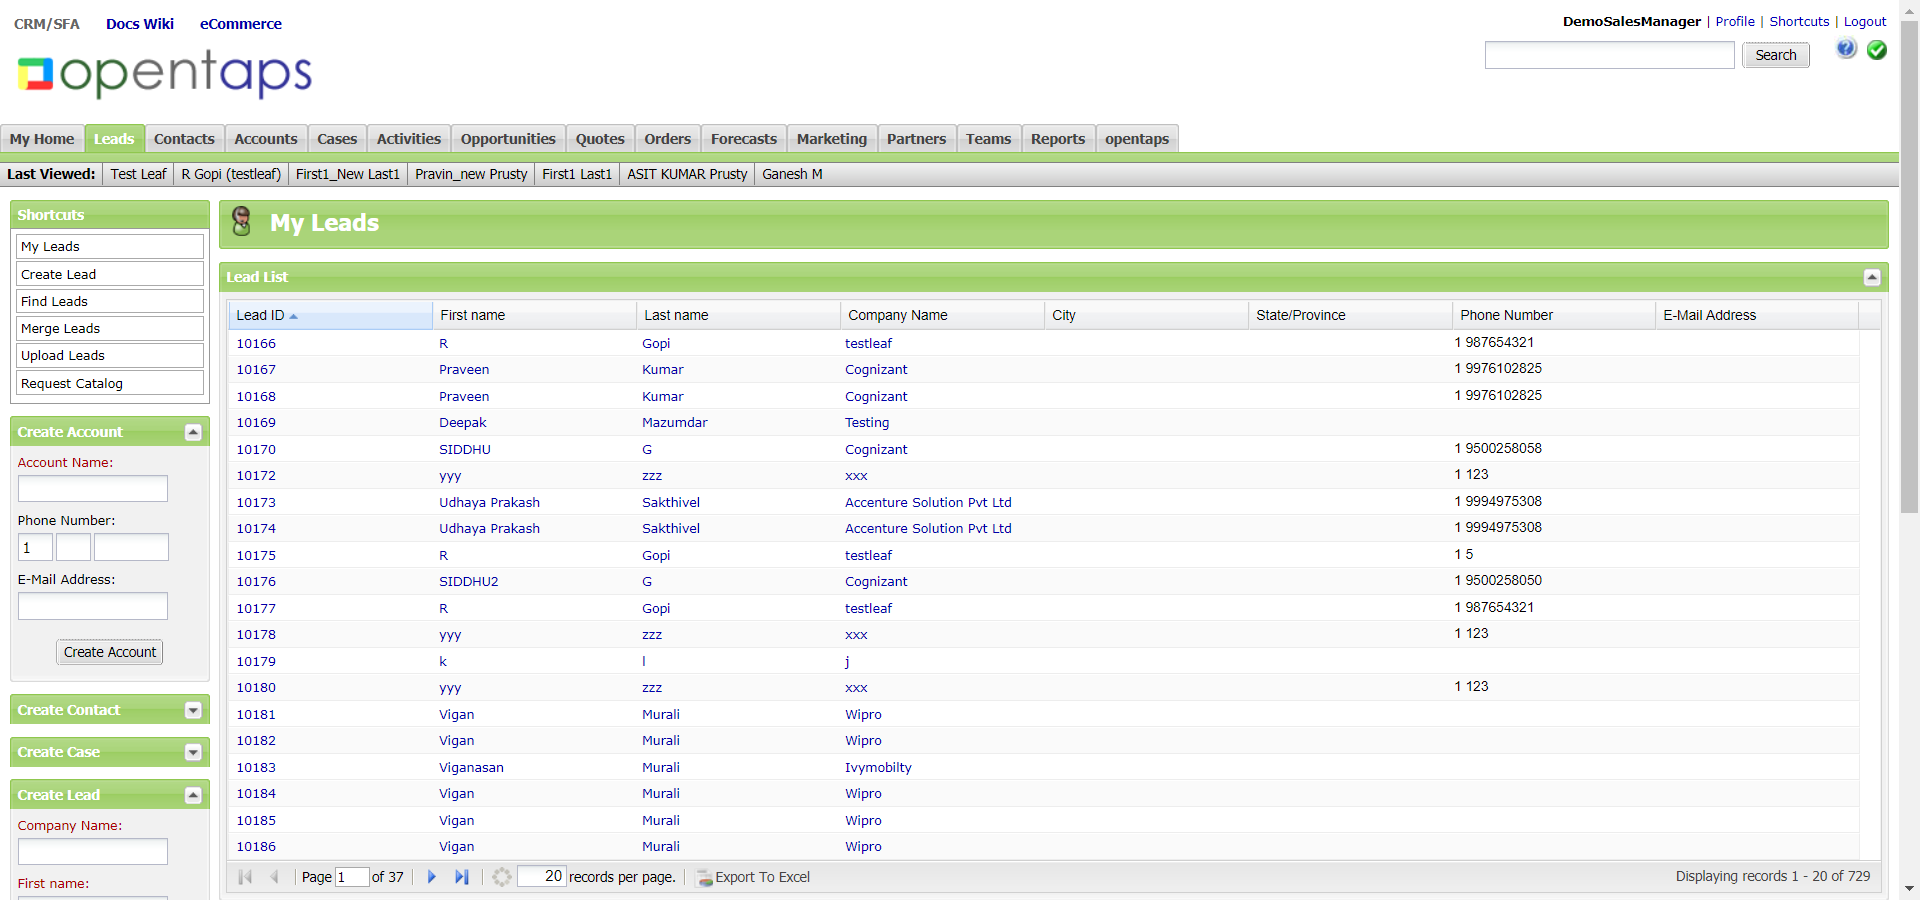 CRM/SFA Docs Wiki eCommerce
DemoSalesManager | Profile | Shortcuts | Logout
opentaps
Search
My Home Leads Contacts Accounts Cases Activities Opportunities Quotes Orders Forecasts Marketing Partners Teams Reports opentaps
Last Viewed: Test Leaf R Gopi (testleaf) First1_New Last1 Pravin_new Prusty First1 Last1 ASIT KUMAR Prusty Ganesh M
Shortcuts
My Leads
Create Lead
Find Leads
Merge Leads
Upload Leads
Request Catalog
Create Account
Account Name:
Phone Number:
1
E-Mail Address:
Create Account
Create Contact
Create Case
Create Lead
Company Name:
First name:
My Leads
Lead List
Lead ID First name Last name Company Name City State/Province Phone Number E-Mail Address
10166 R Gopi testleaf 1 987654321
10167 Praveen Kumar Cognizant 1 9976102825
10168 Praveen Kumar Cognizant 1 9976102825
10169 Deepak Mazumdar Testing
10170 SIDDHU G Cognizant 1 9500258058
10172 yyy zzz xxx 1 123
10173 Udhaya Prakash Sakthivel Accenture Solution Pvt Ltd 1 9994975308
10174 Udhaya Prakash Sakthivel Accenture Solution Pvt Ltd 1 9994975308
10175 R Gopi testleaf 1 5
10176 SIDDHU2 G Cognizant 1 9500258050
10177 R Gopi testleaf 1 987654321
10178 yyy zzz xxx 1 123
10179 k l j
10180 yyy zzz xxx 1 123
10181 Vigan Murali Wipro
10182 Vigan Murali Wipro
10183 Viganasan Murali Ivymobilty
10184 Vigan Murali Wipro
10185 Vigan Murali Wipro
10186 Vigan Murali Wipro
Page 1 of 37 20 records per page. Export To Excel Displaying records 1 - 20 of 729